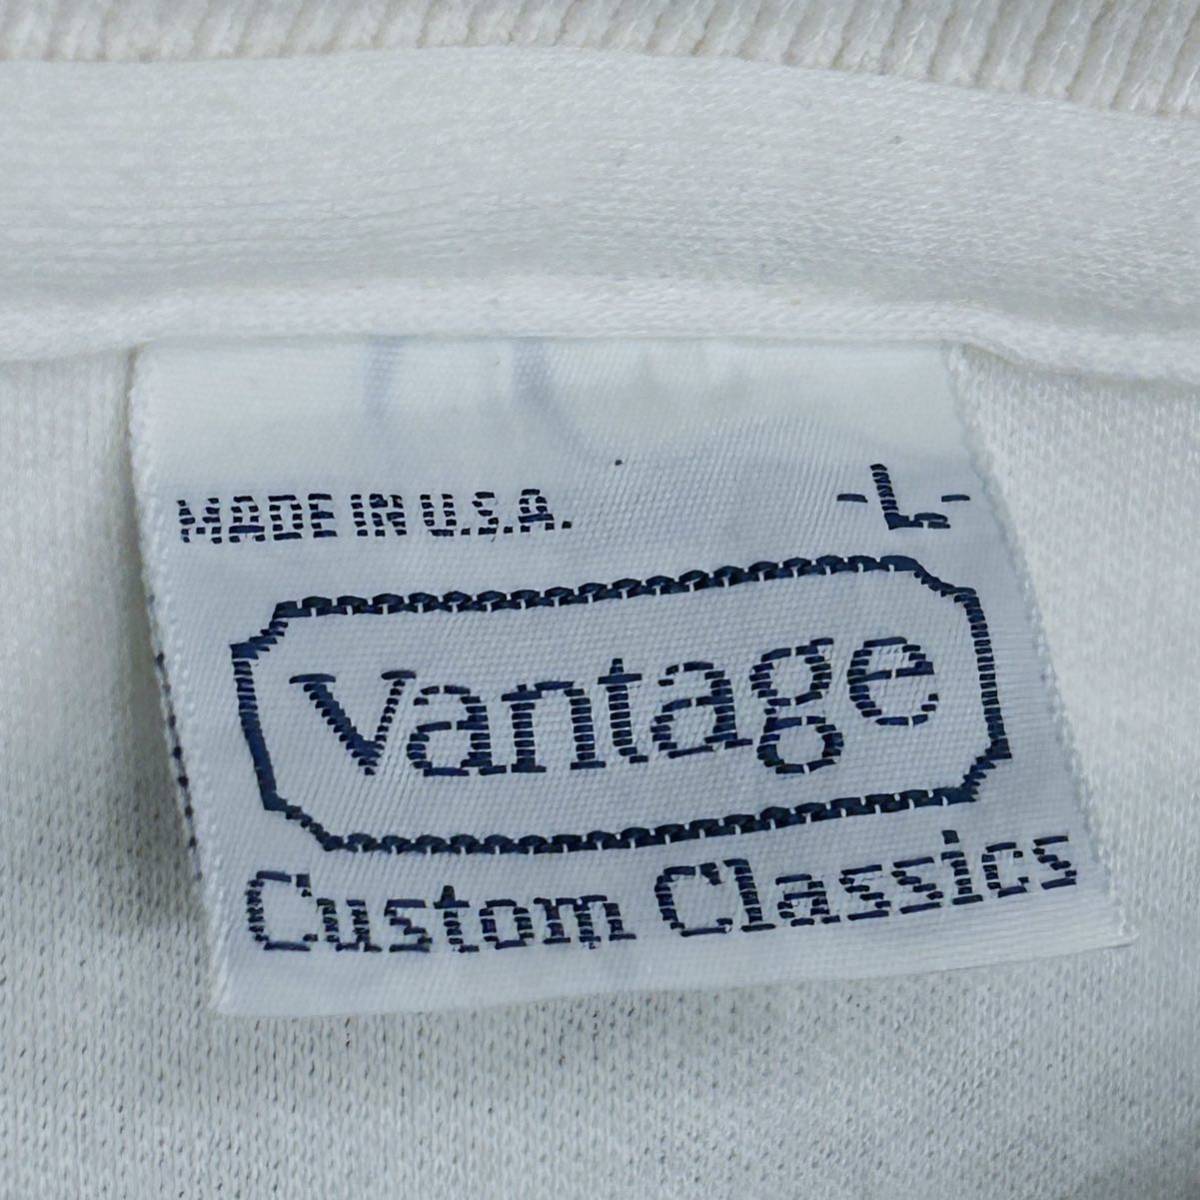 MADE IN U.S.A. -L-
Vantage
Custom Classics